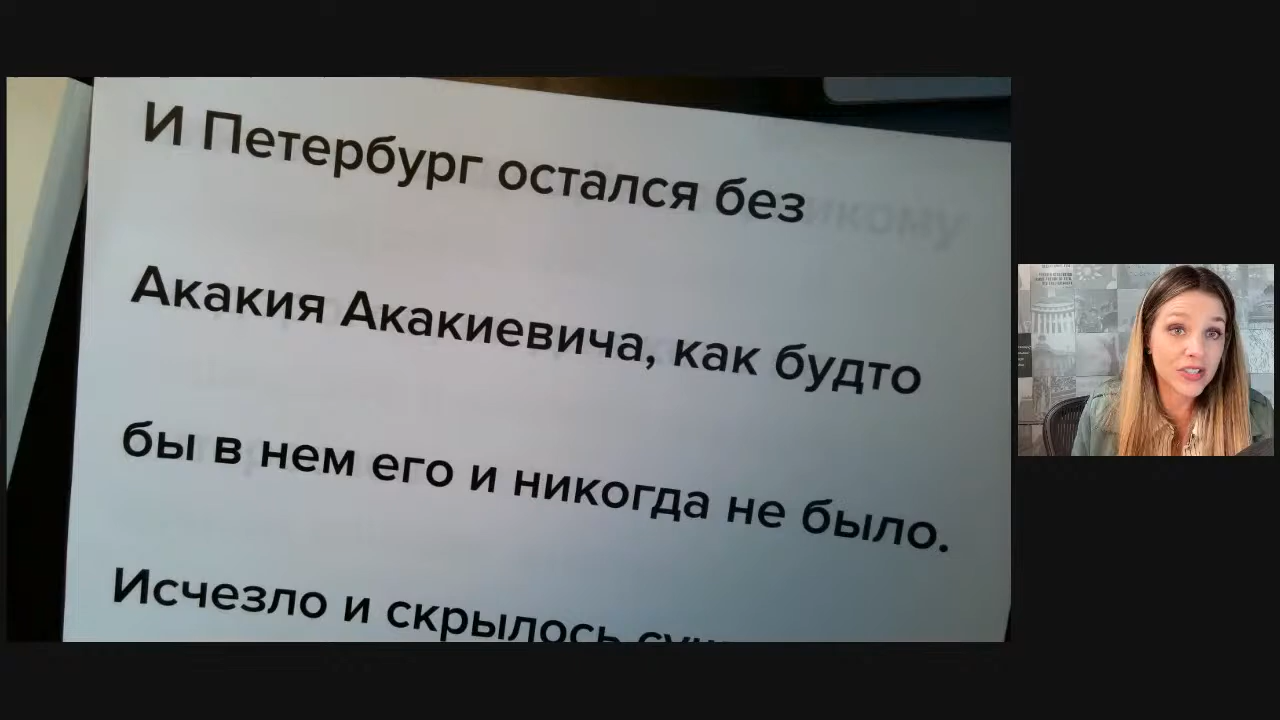 И Петербург остался без
Акакия Акакиевича, как будто
бы в нем его и никогда не было.
Исчезло и скрылось